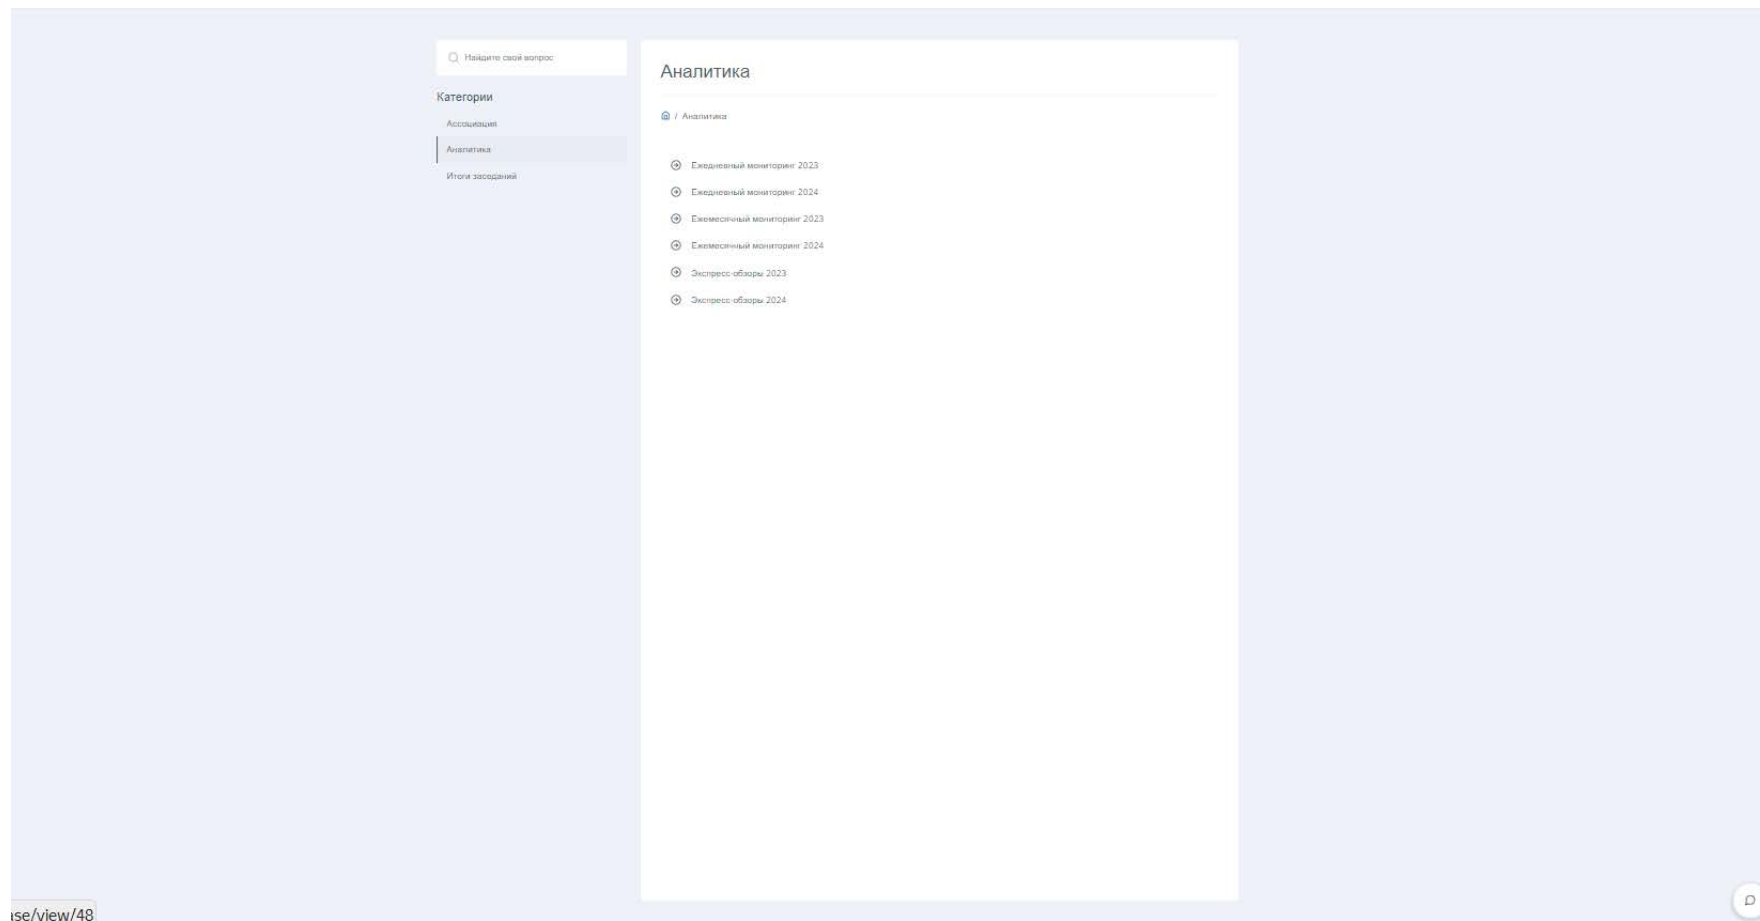 Найдите свой вопрос
Категории
Ассоциация
Аналитика
Итоги заседаний
Аналитика
/ Аналитика
Ежедневный мониторинг 2023
Ежедневный мониторинг 2024
Ежемесячный мониторинг 2023
Ежемесячный мониторинг 2024
Экспресс-обзоры 2023
Экспресс-обзоры 2024
se/view/48